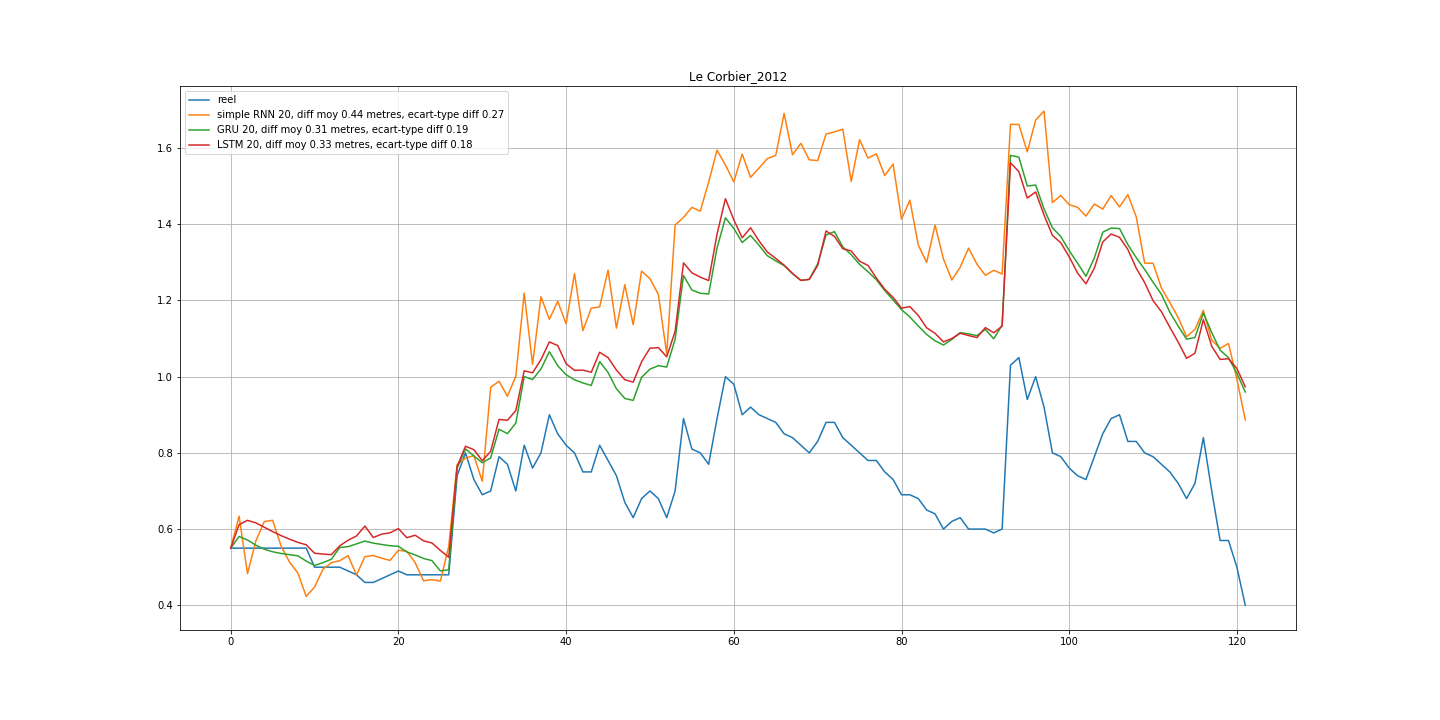 Le Corbier_2012
reel
simple RNN 20, diff moy 0.44 metres, ecart-type diff 0.27
GRU 20, diff moy 0.31 metres, ecart-type diff 0.19
LSTM 20, diff moy 0.33 metres, ecart-type diff 0.18
1.6
1.4
1.2
1.0
0.8
0.6
0.4
0 20 40 60 80 100 120